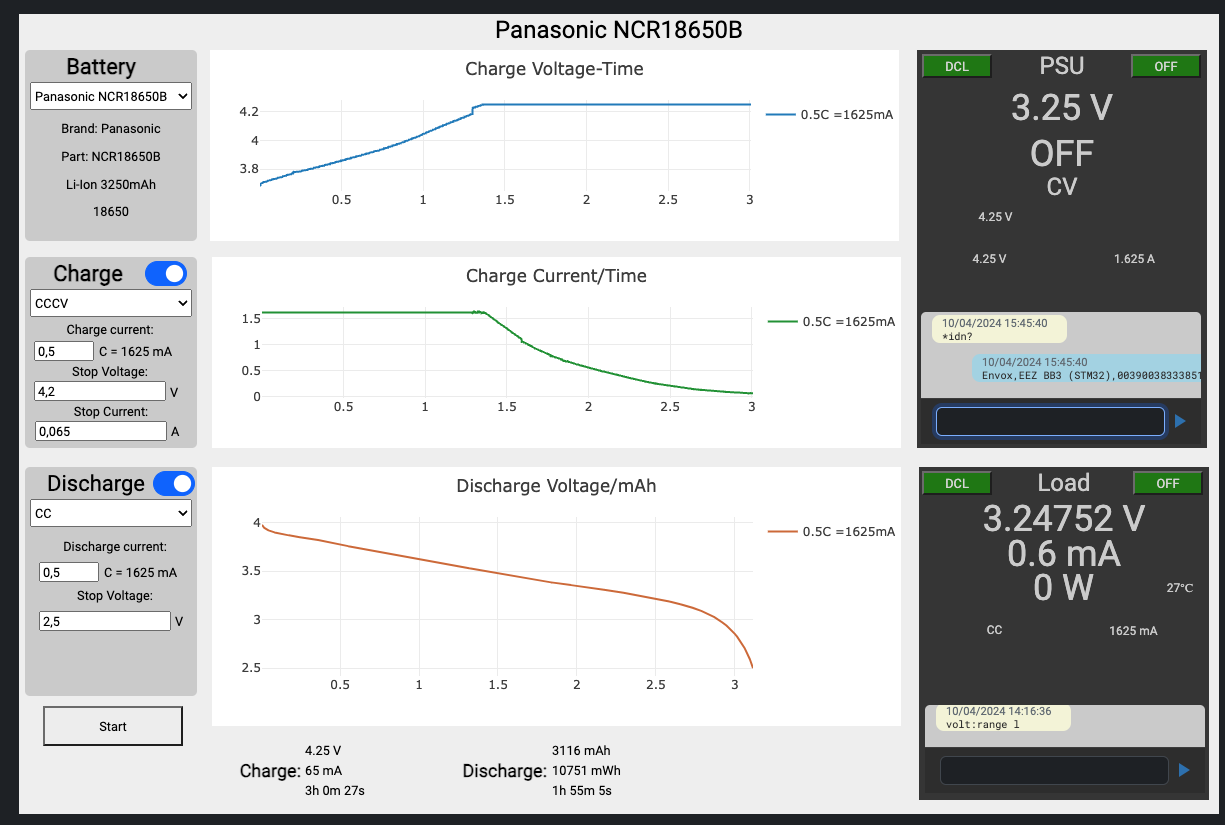 Panasonic NCR18650B
Battery
Panasonic NCR18650B
Brand: Panasonic
Part: NCR18650B
Li-Ion 3250mAh
18650
Charge Voltage-Time
4.2
4
3.8
0.5 1 1.5 2 2.5 3
0.5C =1625mA
DCL PSU OFF
3.25 V
OFF
CV
4.25 V
4.25 V 1.625 A
10/04/2024 15:45:40
*idn?
10/04/2024 15:45:40
Envox,EEZ BB3 (STM32),00390038333851
Charge
CCCV
Charge current:
0,5 C = 1625 mA
Stop Voltage:
4,2 V
Stop Current:
0,065 A
Charge Current/Time
1.5
1
0.5
0
0.5 1 1.5 2 2.5 3
0.5C =1625mA
Discharge
CC
Discharge current:
0,5 C = 1625 mA
Stop Voltage:
2,5 V
Start
Discharge Voltage/mAh
4
3.5
3
2.5
0.5 1 1.5 2 2.5 3
0.5C =1625mA
DCL Load OFF
3.24752 V
0.6 mA
0 W
27°C
CC 1625 mA
10/04/2024 14:16:36
volt:range l
Charge:
4.25 V
65 mA
3h 0m 27s
Discharge:
3116 mAh
10751 mWh
1h 55m 5s